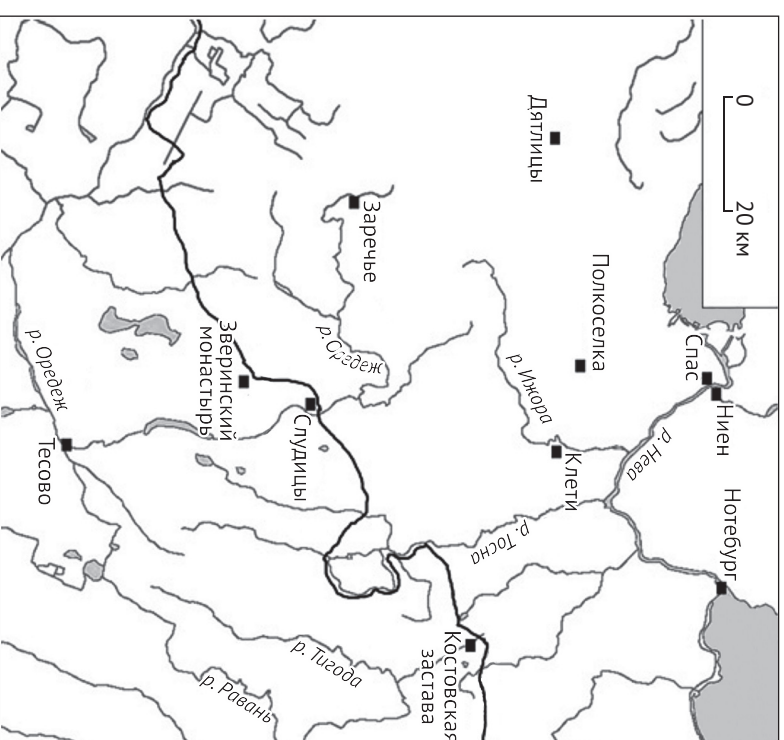 0
20 км
Дятлицы
Заречье
Полкоселка
Спас
Ниен
Нотебург
р. Нева
р. Ижора
Клети
р. Тосна
р. Оредеж
Зверинский
монастырь
Слудицы
р. Оредеж
Тесово
Костовская
застава
р. Тигода
р. Равань